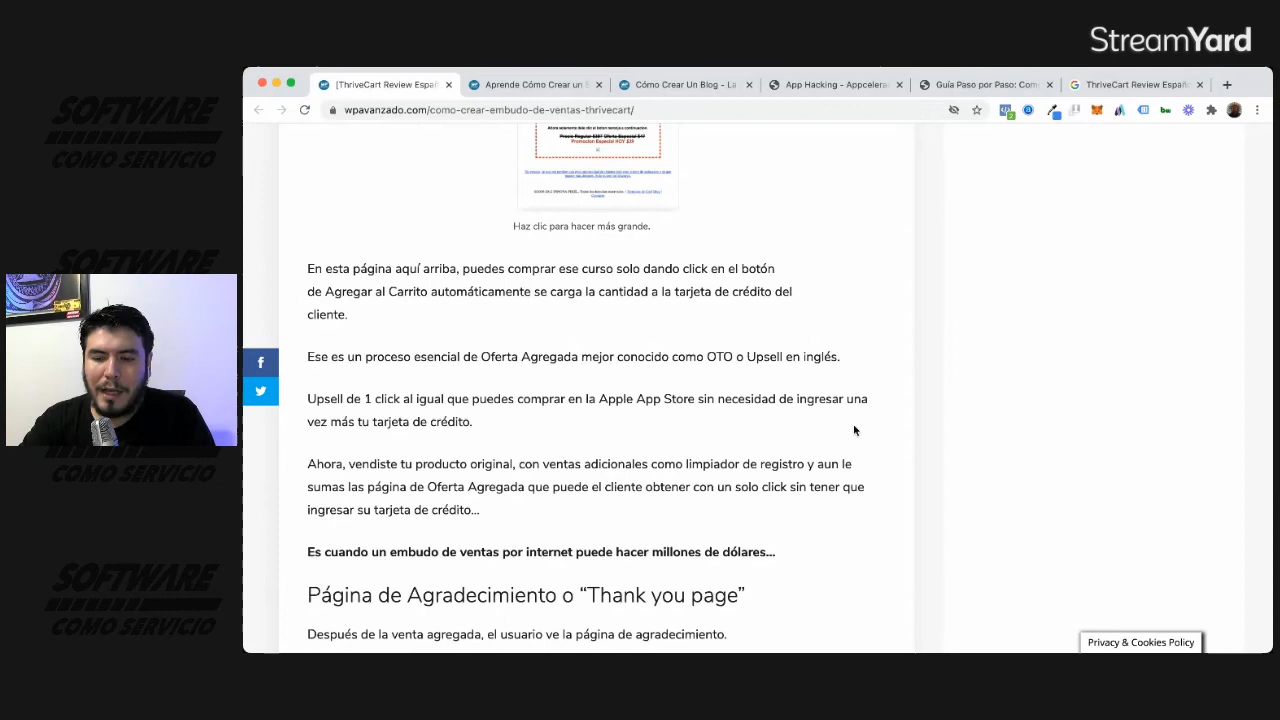 StreamYard
SOFTWARE
COMO SERVICIO
[ThriveCart Review Españ
Aprende Cómo Crear un
Cómo Crear Un Blog - La
App Hacking - Appcelera
Guía Paso por Paso: Com
ThriveCart Review Españ
wpavanzado.com/como-crear-embudo-de-ventas-thrivecart/
Promocion Especial HOY
Haz clic para hacer más grande.
En esta página aquí arriba, puedes comprar ese curso solo dando click en el botón
de Agregar al Carrito automáticamente se carga la cantidad a la tarjeta de crédito del
cliente.
Ese es un proceso esencial de Oferta Agregada mejor conocido como OTO o Upsell en inglés.
Upsell de 1 click al igual que puedes comprar en la Apple App Store sin necesidad de ingresar una
vez más tu tarjeta de crédito.
Ahora, vendiste tu producto original, con ventas adicionales como limpiador de registro y aun le
sumas las página de Oferta Agregada que puede el cliente obtener con un solo click sin tener que
ingresar su tarjeta de crédito...
Es cuando un embudo de ventas por internet puede hacer millones de dólares...
Página de Agradecimiento o “Thank you page”
Después de la venta agregada, el usuario ve la página de agradecimiento.
Privacy & Cookies Policy
COMO SERVICIO
SOFTWARE
COMO SERVICIO